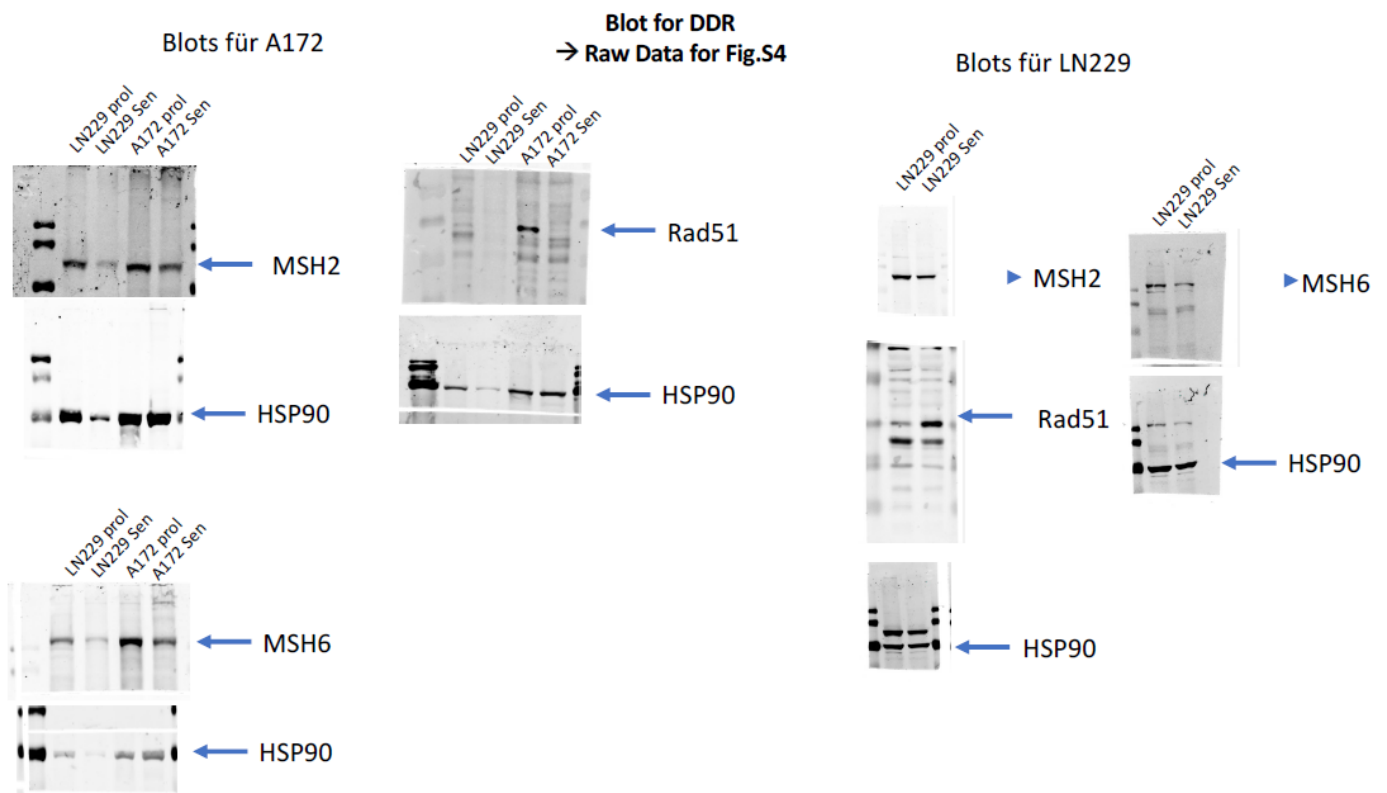 Blot for DDR
→ Raw Data for Fig.S4
Blots für A172
LN229 prol
LN229 Sen
A172 prol
A172 Sen
MSH2
HSP90
LN229 prol
LN229 Sen
A172 prol
A172 Sen
MSH6
HSP90
LN229 prol
LN229 Sen
A172 prol
A172 Sen
Rad51
HSP90
Blots für LN229
LN229 prol
LN229 Sen
MSH2
Rad51
HSP90
LN229 prol
LN229 Sen
MSH6
HSP90